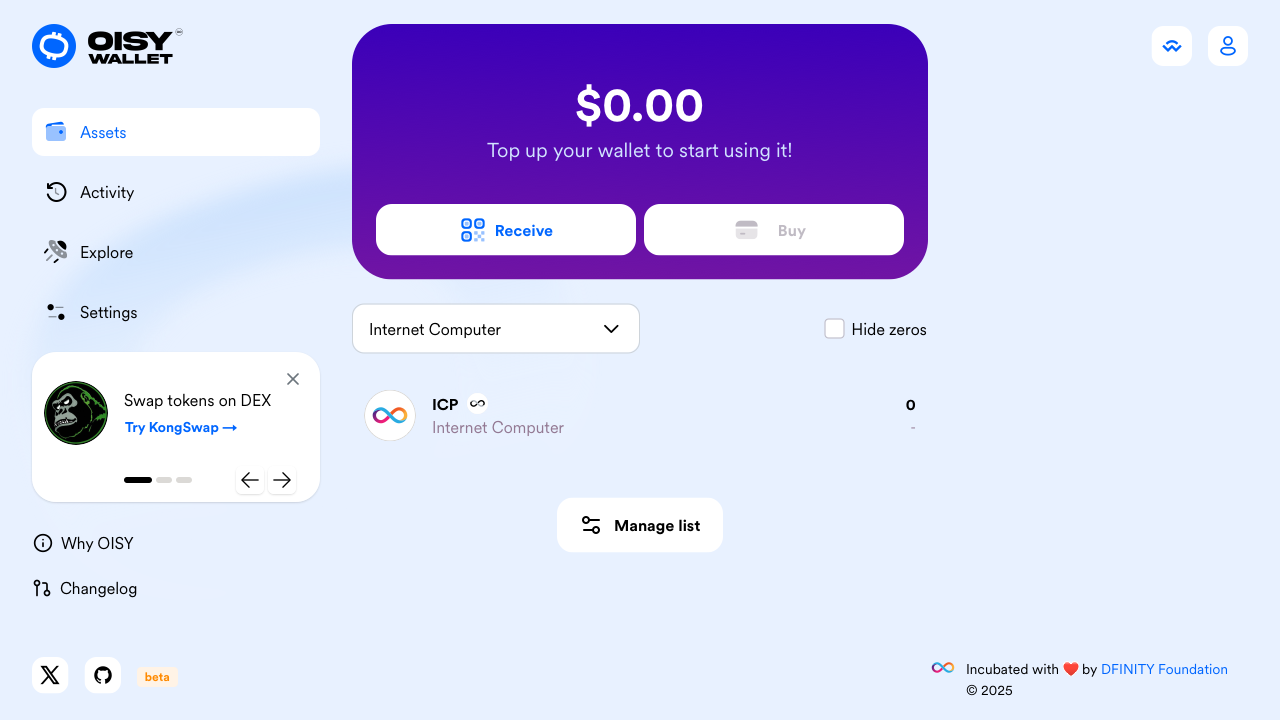 OISY
WALLET
Assets
Activity
Explore
Settings
Swap tokens on DEX
Try KongSwap →
Why OISY
Changelog
beta
$0.00
Top up your wallet to start using it!
Receive
Buy
Internet Computer
Hide zeros
ICP
0
Internet Computer
-
Manage list
Incubated with ❤️ by DFINITY Foundation
© 2025